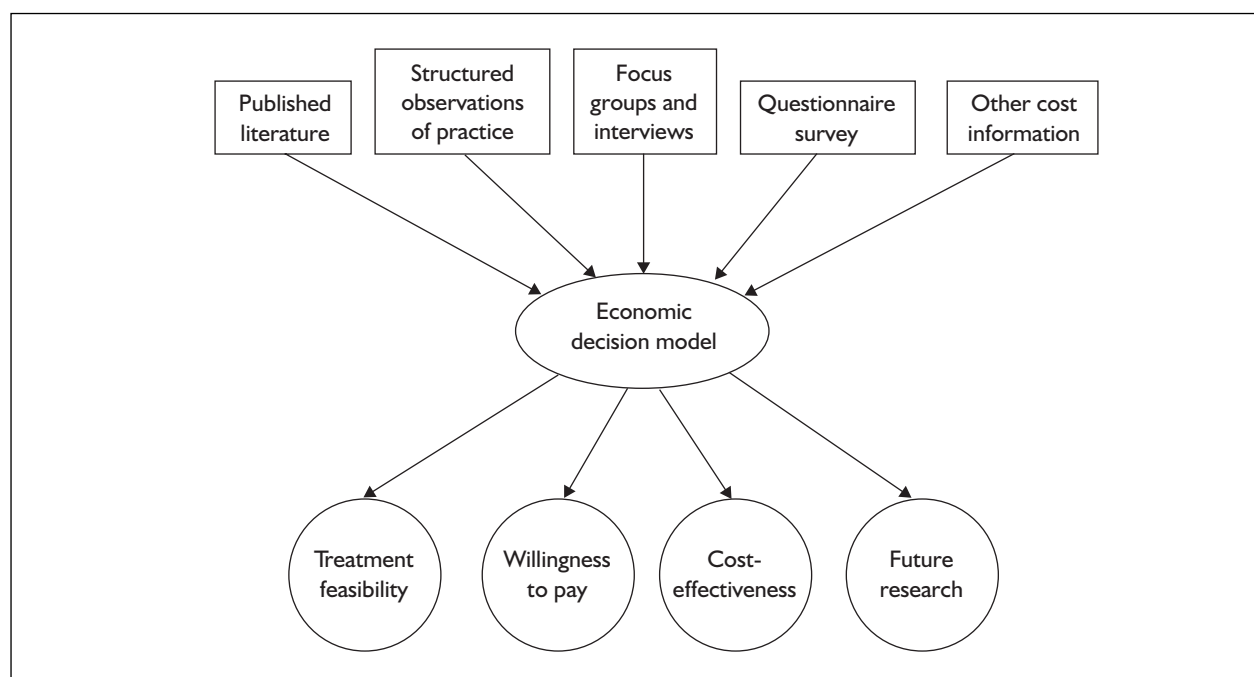 Published
literature
Structured
observations
of practice
Focus
groups and
interviews
Questionnaire
survey
Other cost
information
Economic
decision model
Treatment
feasibility
Willingness
to pay
Cost-
effectiveness
Future
research